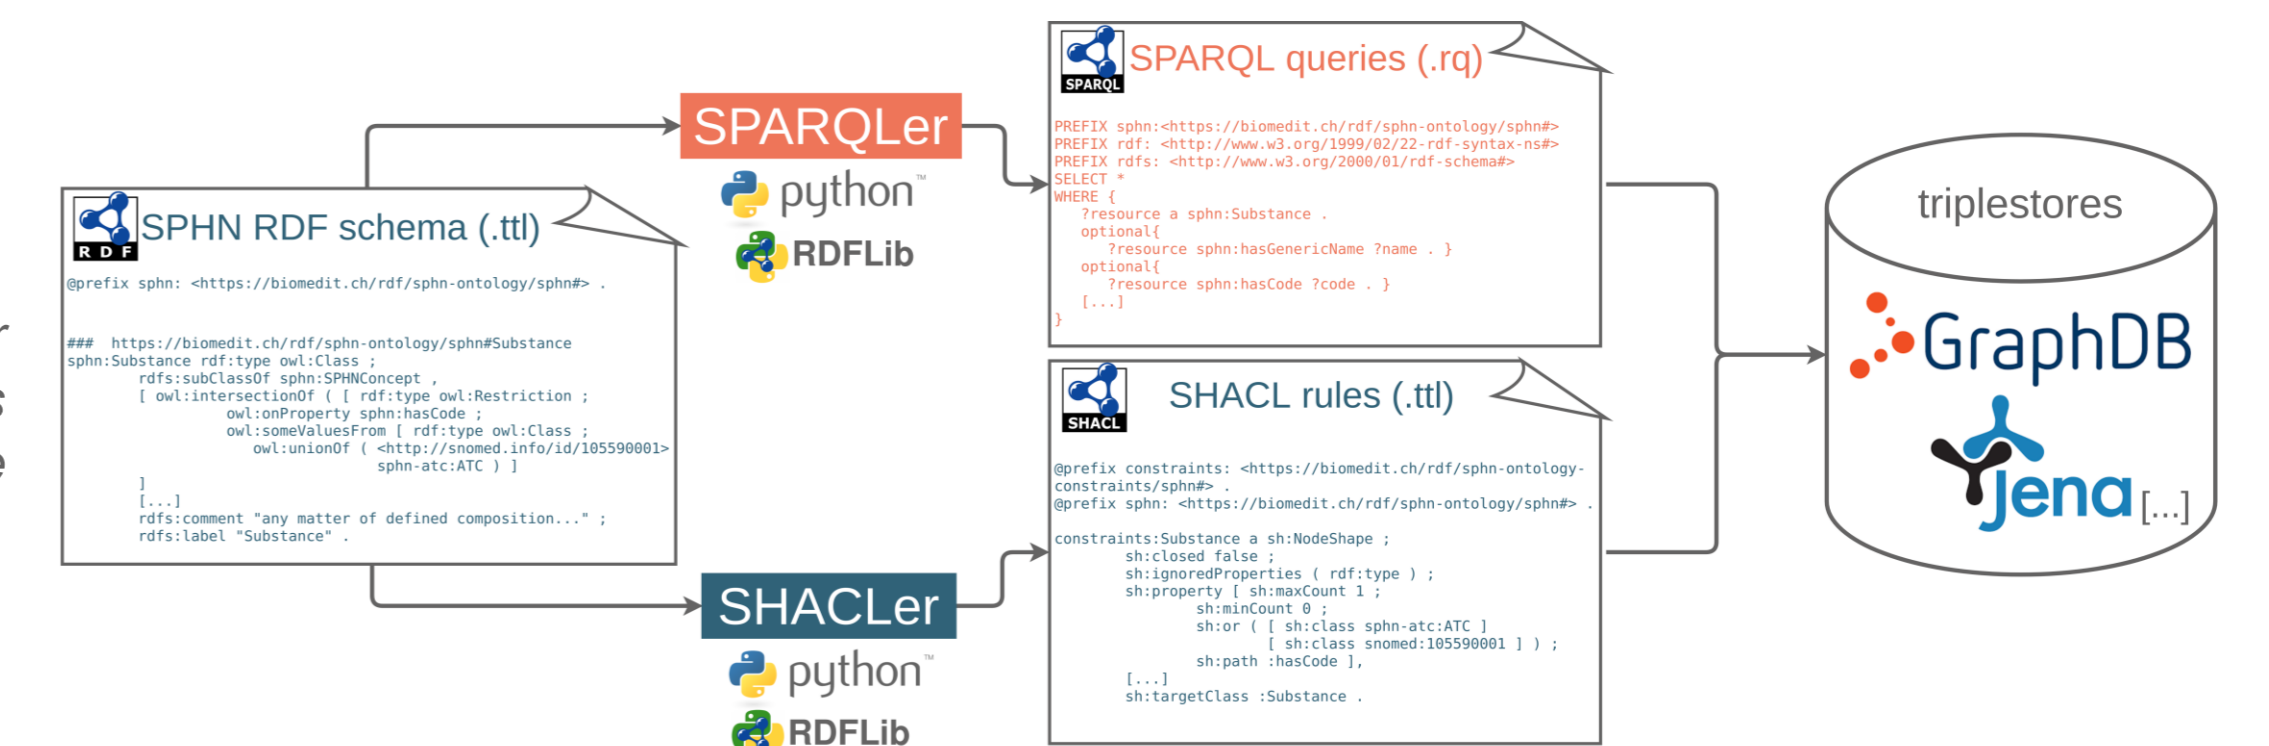 RDF
SPHN RDF schema (.ttl)
@prefix sphn: <https://biomedit.ch/rdf/sphn-ontology/sphn#> .
### https://biomedit.ch/rdf/sphn-ontology/sphn#Substance
sphn:Substance rdf:type owl:Class ;
rdfs:subClassOf sphn:SPHNConcept ,
[ owl:intersectionOf ( [ rdf:type owl:Restriction ;
owl:onProperty sphn:hasCode ;
owl:someValuesFrom [ rdf:type owl:Class ;
owl:unionOf ( <http://snomed.info/id/105590001>
sphn-atc:ATC ) ]
]
[...]
rdfs:comment "any matter of defined composition..." ;
rdfs:label "Substance" .
SPARQLer
python™
RDFLib
SHACLer
python™
RDFLib
SPARQL
SPARQL queries (.rq)
PREFIX sphn:<https://biomedit.ch/rdf/sphn-ontology/sphn#>
PREFIX rdf: <http://www.w3.org/1999/02/22-rdf-syntax-ns#>
PREFIX rdfs: <http://www.w3.org/2000/01/rdf-schema#>
SELECT *
WHERE {
?resource a sphn:Substance .
optional{
?resource sphn:hasGenericName ?name . }
optional{
?resource sphn:hasCode ?code . }
[...]
}
SHACL
SHACL rules (.ttl)
@prefix constraints: <https://biomedit.ch/rdf/sphn-ontology-
constraints/sphn#> .
@prefix sphn: <https://biomedit.ch/rdf/sphn-ontology/sphn#> .
constraints:Substance a sh:NodeShape ;
sh:closed false ;
sh:ignoredProperties ( rdf:type ) ;
sh:property [ sh:maxCount 1 ;
sh:minCount 0 ;
sh:or ( [ sh:class sphn-atc:ATC ]
[ sh:class snomed:105590001 ] ) ;
sh:path :hasCode ],
[...]
sh:targetClass :Substance .
triplestores
GraphDB
Jena
[...]